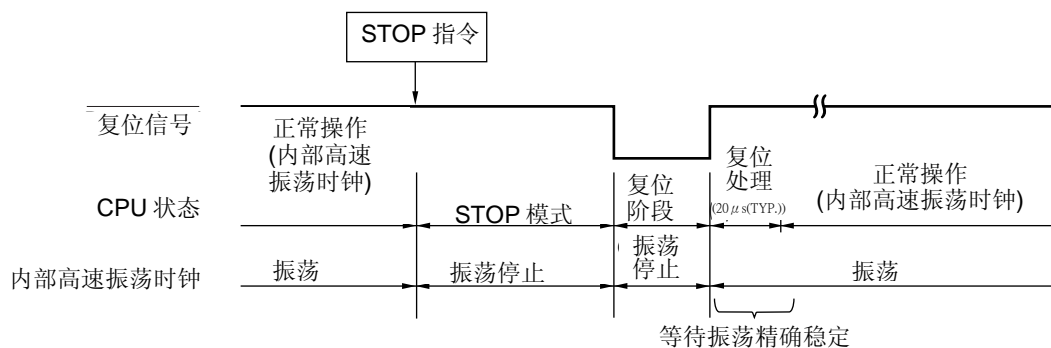 STOP 指令
复位信号
正常操作
(内部高速
振荡时钟)
复位
处理
((20μs(TYP.))
正常操作
(内部高速振荡时钟)
CPU 状态
STOP 模式
复位
阶段
内部高速振荡时钟
振荡
振荡停止
(振荡
停止
振荡
等待振荡精确稳定